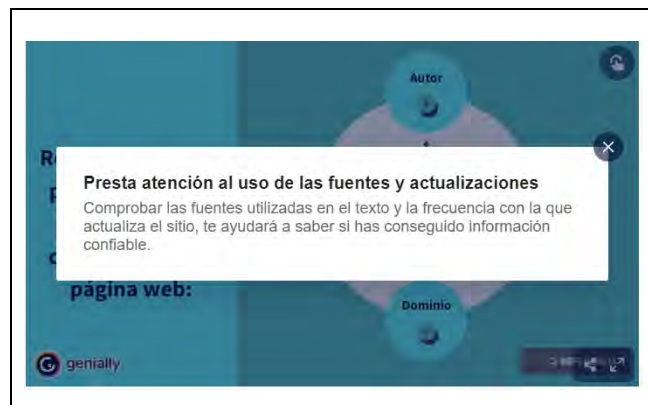 Autor
Presta atención al uso de las fuentes y actualizaciones
Comprobar las fuentes utilizadas en el texto y la frecuencia con la que
actualiza el sitio, te ayudará a saber si has conseguido información
confiable.
página web:
Dominio
genially